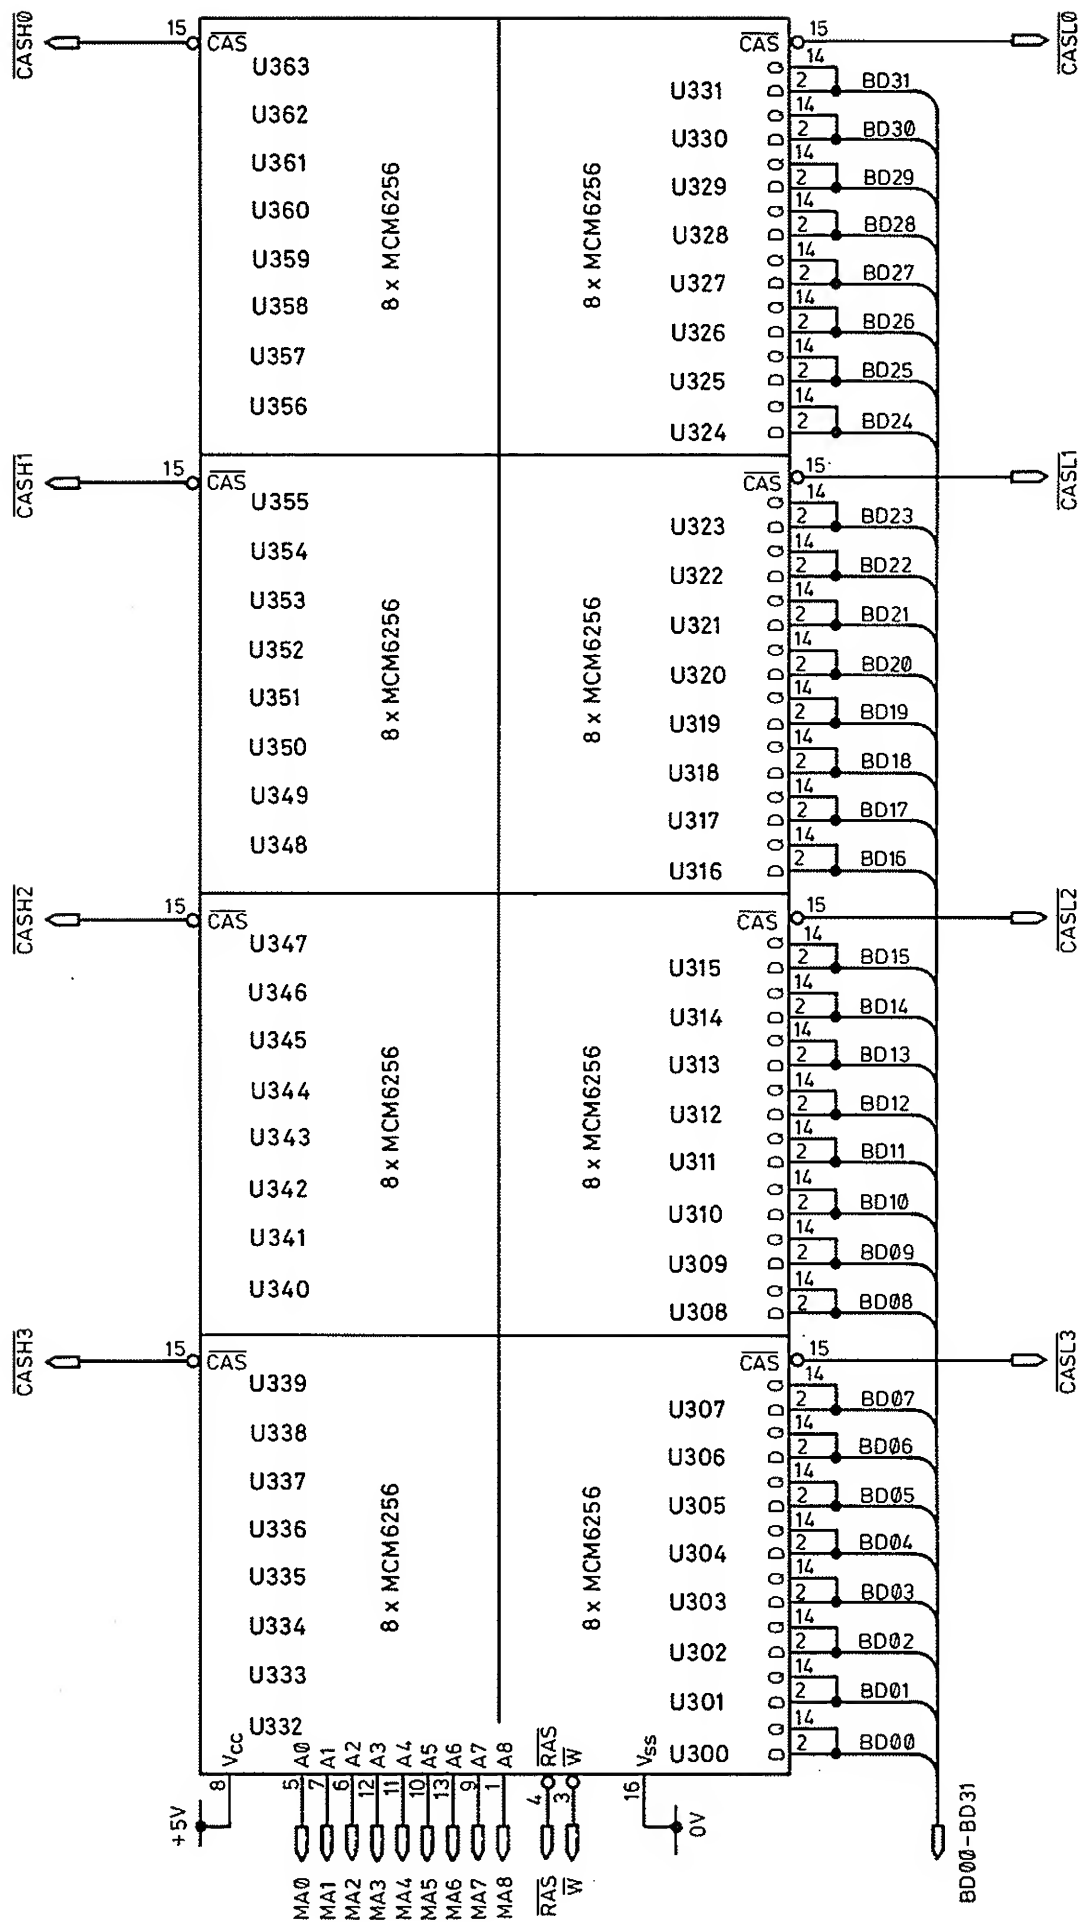 CASH0
15
CAS
CAS
15
CASL0
U363
U362
U361
U360
U359
U358
U357
U356
8 x MCM6256
8 x MCM6256
U331 Q 14 D 2 BD31
U330 Q 14 D 2 BD30
U329 Q 14 D 2 BD29
U328 Q 14 D 2 BD28
U327 Q 14 D 2 BD27
U326 Q 14 D 2 BD26
U325 Q 14 D 2 BD25
U324 Q 14 D 2 BD24
CASH1
15
CAS
CAS
15
CASL1
U355
U354
U353
U352
U351
U350
U349
U348
8 x MCM6256
8 x MCM6256
U323 Q 14 D 2 BD23
U322 Q 14 D 2 BD22
U321 Q 14 D 2 BD21
U320 Q 14 D 2 BD20
U319 Q 14 D 2 BD19
U318 Q 14 D 2 BD18
U317 Q 14 D 2 BD17
U316 Q 14 D 2 BD16
CASH2
15
CAS
CAS
15
CASL2
U347
U346
U345
U344
U343
U342
U341
U340
8 x MCM6256
8 x MCM6256
U315 Q 14 D 2 BD15
U314 Q 14 D 2 BD14
U313 Q 14 D 2 BD13
U312 Q 14 D 2 BD12
U311 Q 14 D 2 BD11
U310 Q 14 D 2 BD10
U309 Q 14 D 2 BD09
U308 Q 14 D 2 BD08
CASH3
15
CAS
CAS
15
CASL3
U339
U338
U337
U336
U335
U334
U333
U332
8 x MCM6256
8 x MCM6256
U307 Q 14 D 2 BD07
U306 Q 14 D 2 BD06
U305 Q 14 D 2 BD05
U304 Q 14 D 2 BD04
U303 Q 14 D 2 BD03
U302 Q 14 D 2 BD02
U301 Q 14 D 2 BD01
U300 Q 14 D 2 BD00
+5V 8 Vcc
MA0 5 A0
MA1 7 A1
MA2 6 A2
MA3 12 A3
MA4 11 A4
MA5 10 A5
MA6 13 A6
MA7 9 A7
MA8 1 A8
RAS 4 RAS
W 3 W
0V 16 Vss
BD00-BD31